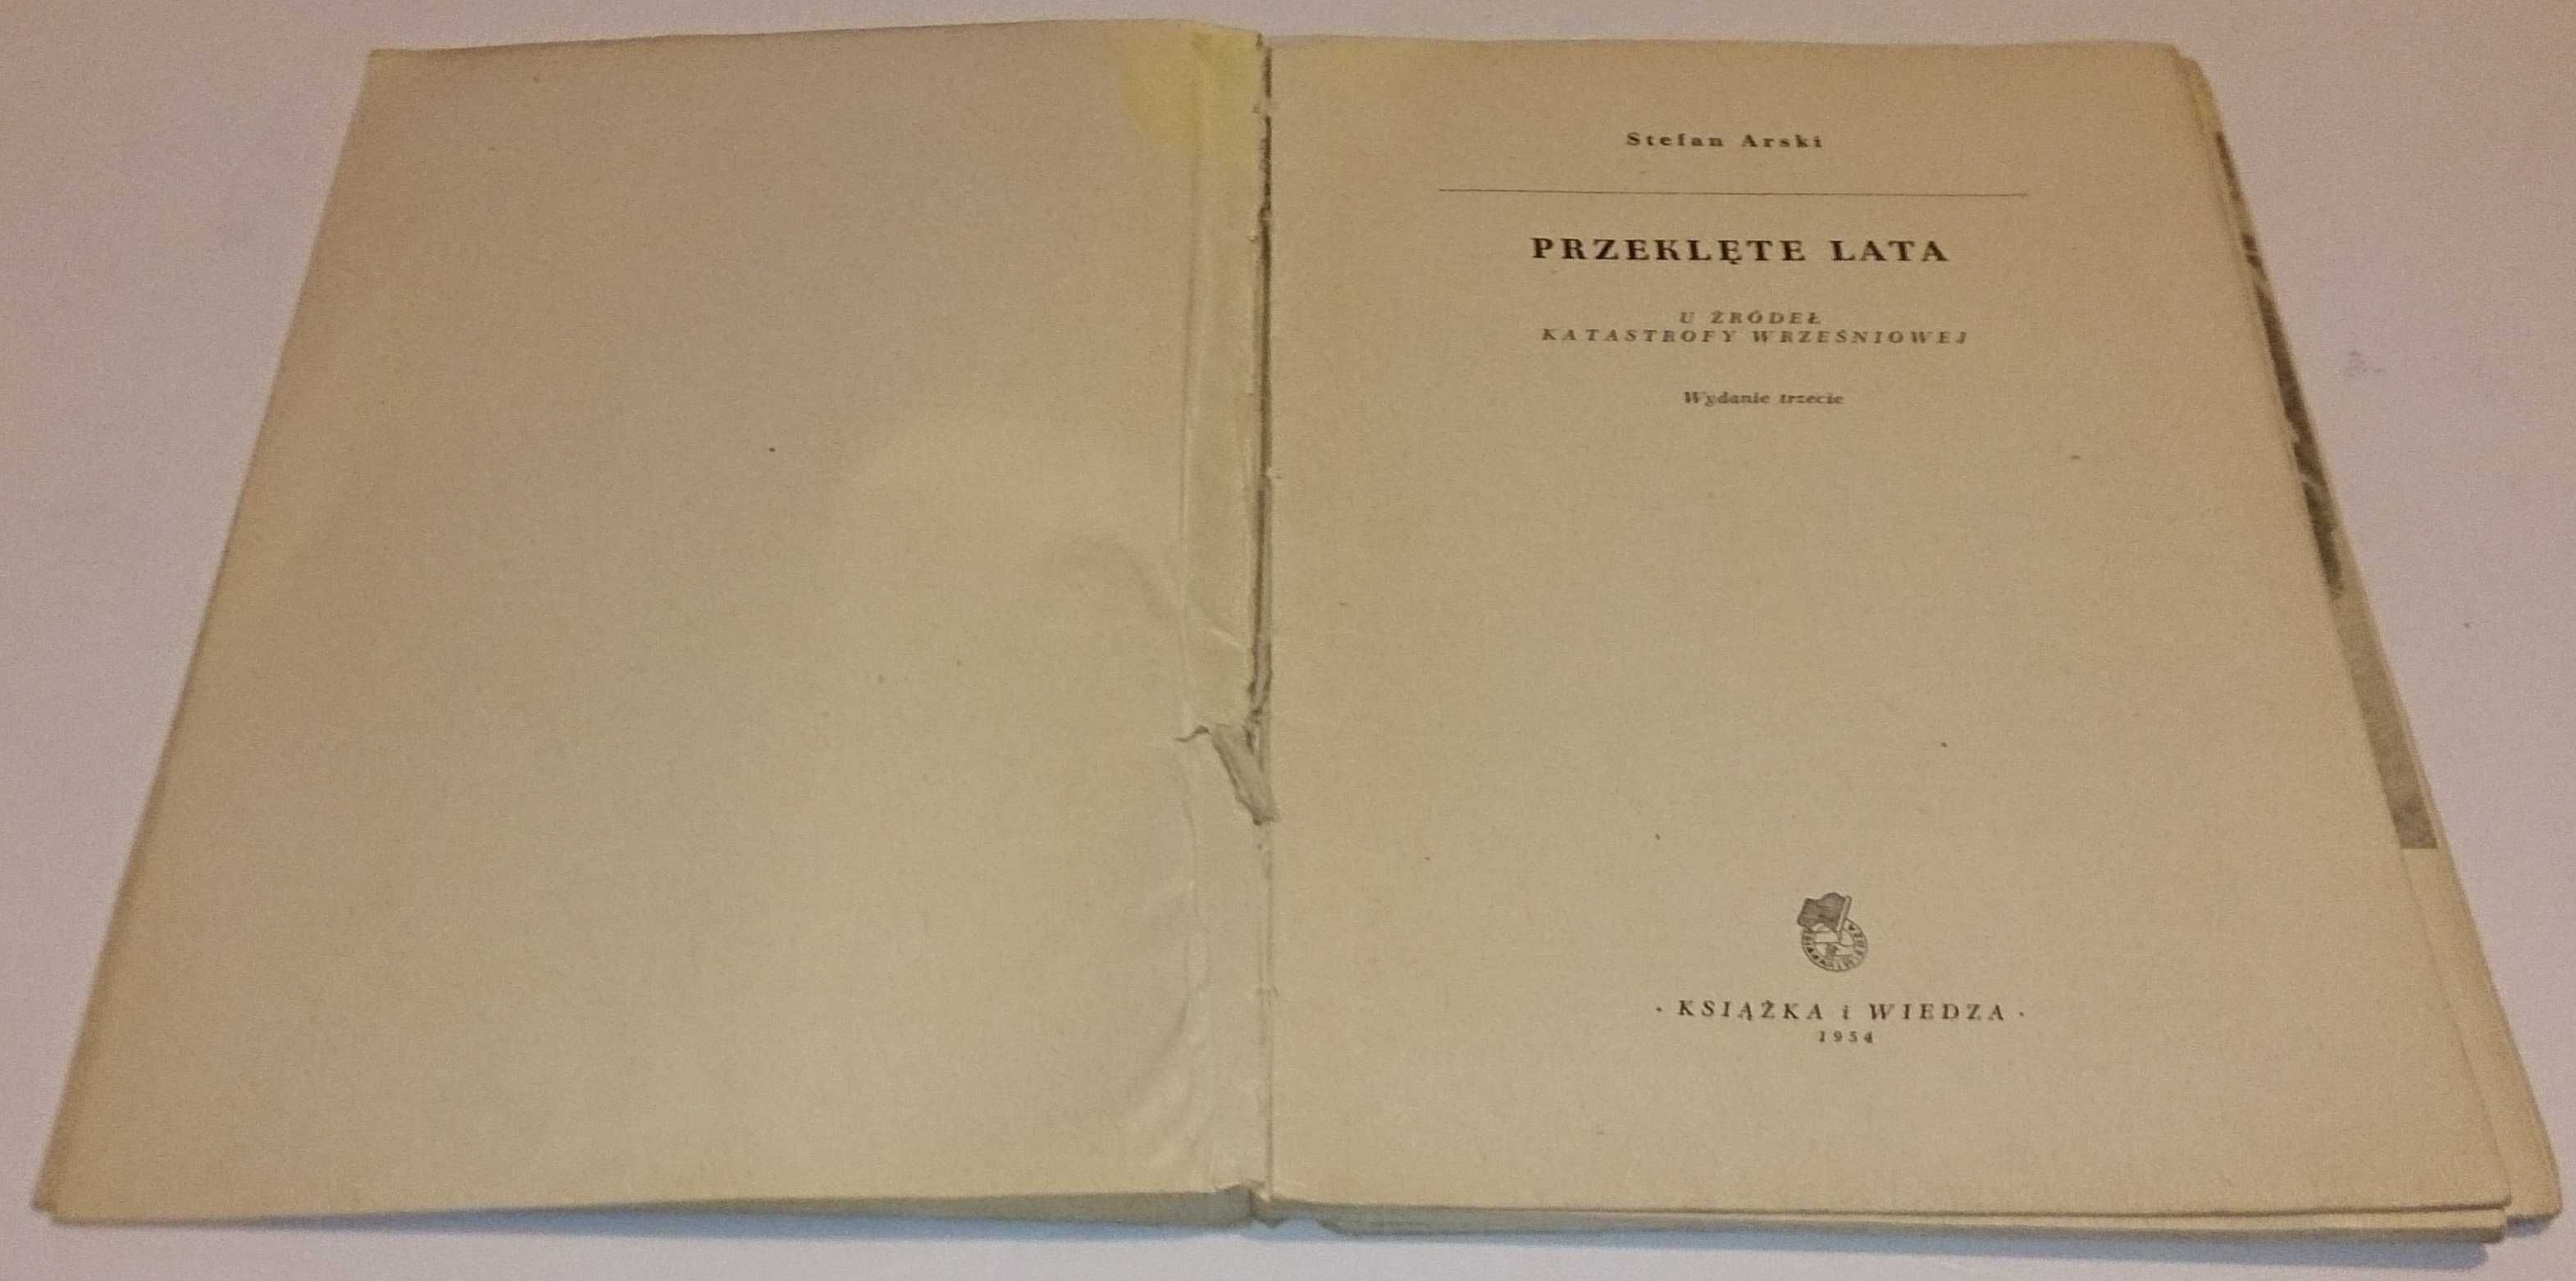 Stefan Arski
PRZEKLĘTE LATA
U ŹRÓDEŁ
KATASTROFY WRZEŚNIOWEJ
Wydanie trzecie
· KSIĄŻKA i WIEDZA ·
1954